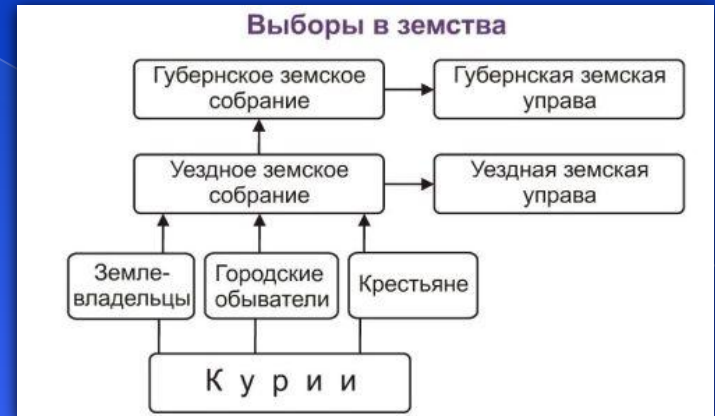 Выборы в земства
Губернское земское
собрание
Губернская земская
управа
Уездное земское
собрание
Уездная земская
управа
Земле-
владельцы
Городские
обыватели
Крестьяне
К у р и и